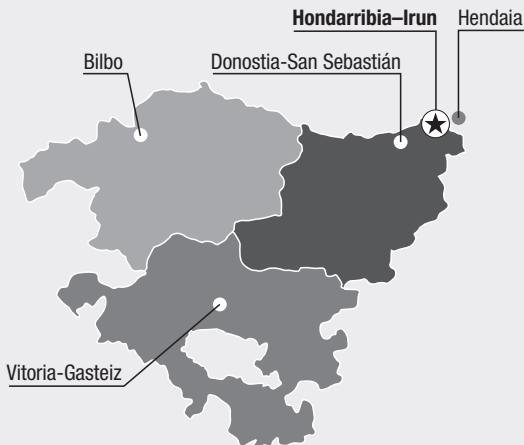 Hondarribia–Irun
Hendaia
Bilbo
Donostia-San Sebastián
Vitoria-Gasteiz